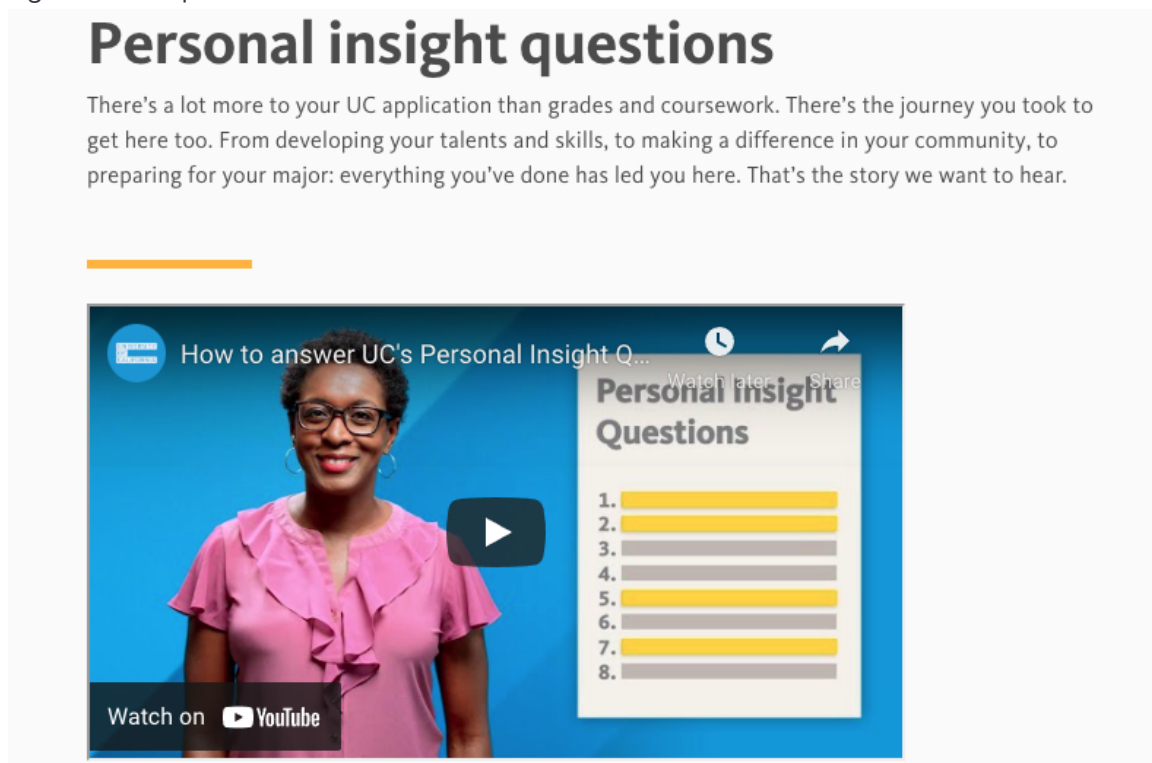 Personal insight questions
There’s a lot more to your UC application than grades and coursework. There’s the journey you took to
get here too. From developing your talents and skills, to making a difference in your community, to
preparing for your major: everything you’ve done has led you here. That’s the story we want to hear.
UNIVERSITY
OF
CALIFORNIA
How to answer UC's Personal Insight Q...
Watch later
Share
Personal Insight
Questions
1.
2.
3.
4.
5.
6.
7.
8.
Watch on YouTube